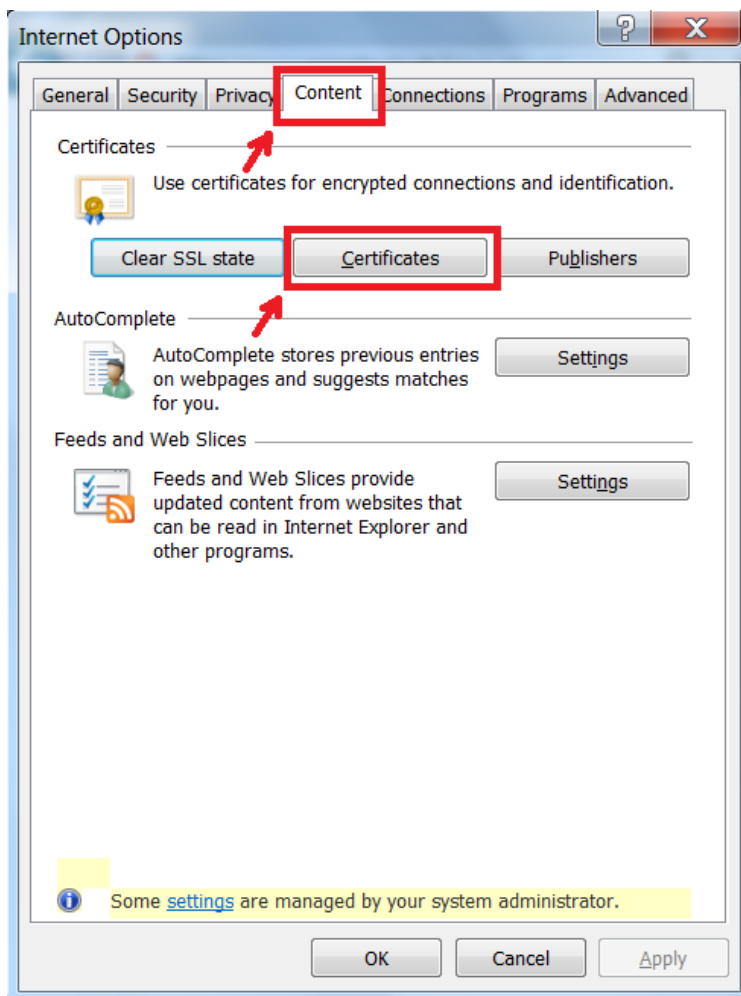 Internet Options
General Security Privacy Content Connections Programs Advanced
Certificates
Use certificates for encrypted connections and identification.
Clear SSL state Certificates Publishers
AutoComplete
AutoComplete stores previous entries
on webpages and suggests matches
for you.
Settings
Feeds and Web Slices
Feeds and Web Slices provide
updated content from websites that
can be read in Internet Explorer and
other programs.
Settings
Some settings are managed by your system administrator.
OK Cancel Apply